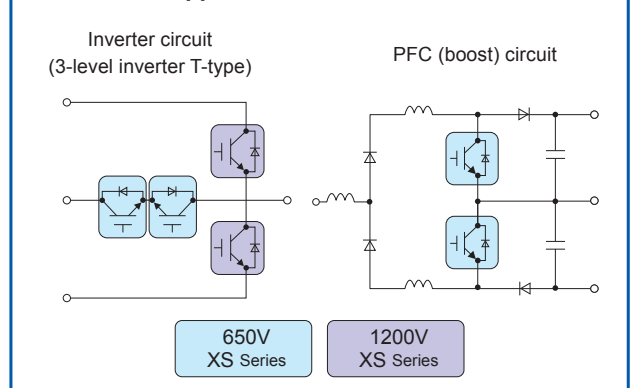 Inverter circuit
(3-level inverter T-type)
PFC (boost) circuit
650V
XS Series
1200V
XS Series